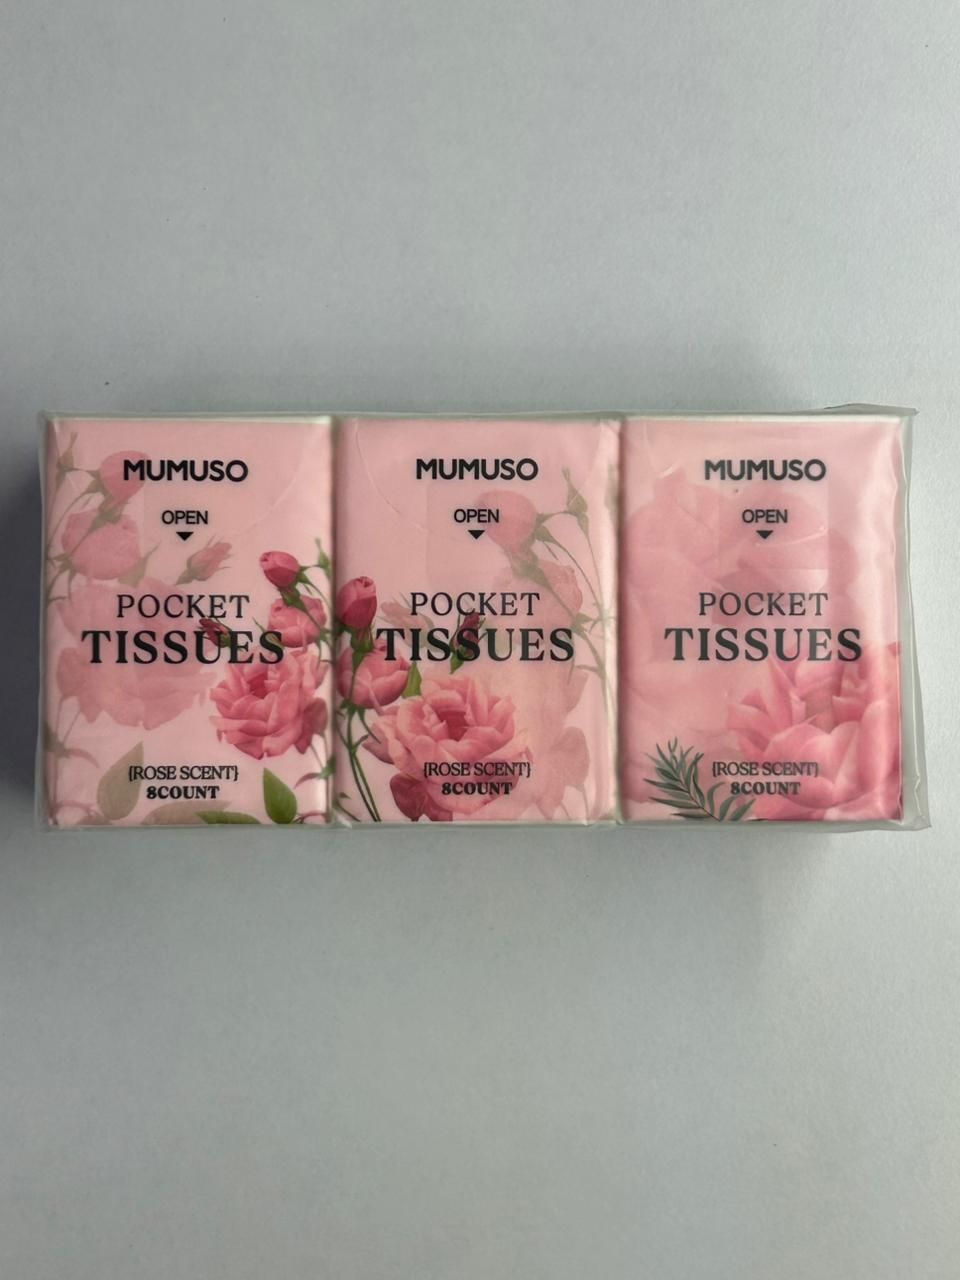 MUMUSO
OPEN
POCKET
TISSUES
{ROSE SCENT}
8COUNT
MUMUSO
OPEN
POCKET
TISSUES
{ROSE SCENT}
8COUNT
MUMUSO
OPEN
POCKET
TISSUES
{ROSE SCENT}
8COUNT